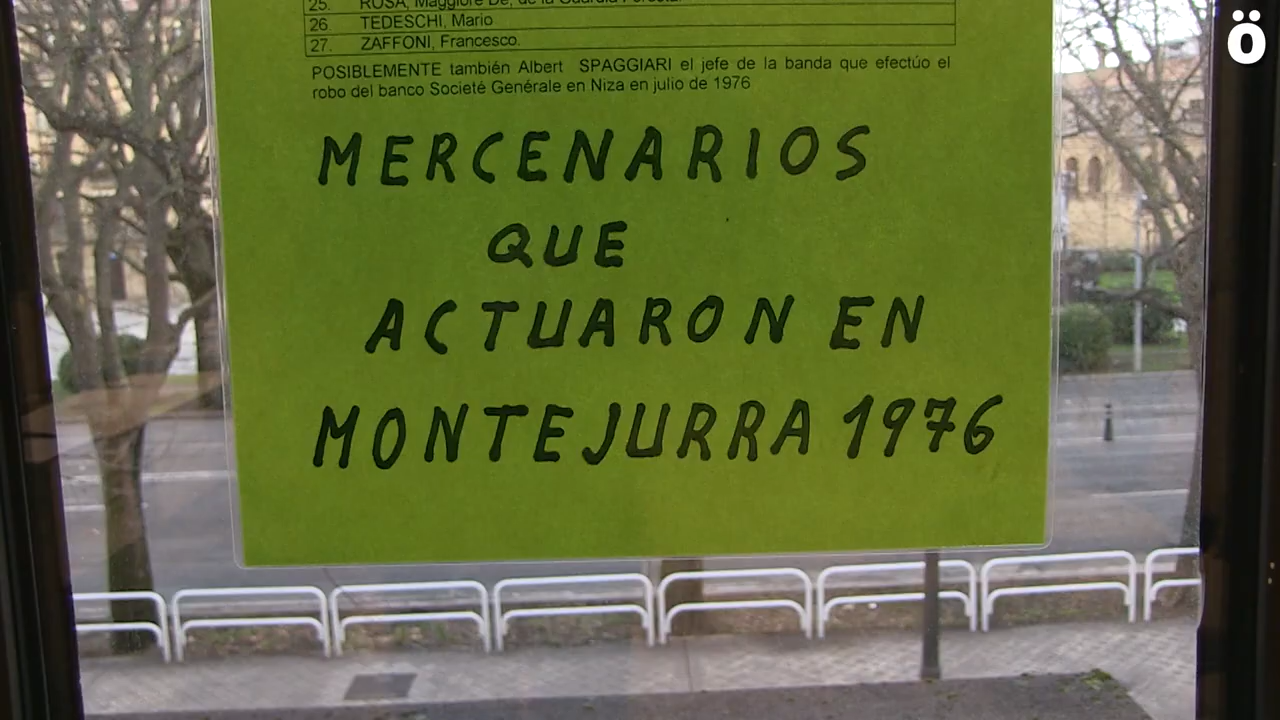 25. ROSA, Maggiore De, de la Guardia Forestal.
26. TEDESCHI, Mario
27. ZAFFONI, Francesco.
POSIBLEMENTE también Albert SPAGGIARI el jefe de la banda que efectúo el
robo del banco Societé Genérale en Niza en julio de 1976
MERCENARIOS
QUE
ACTUARON EN
MONTEJURRA 1976
ö